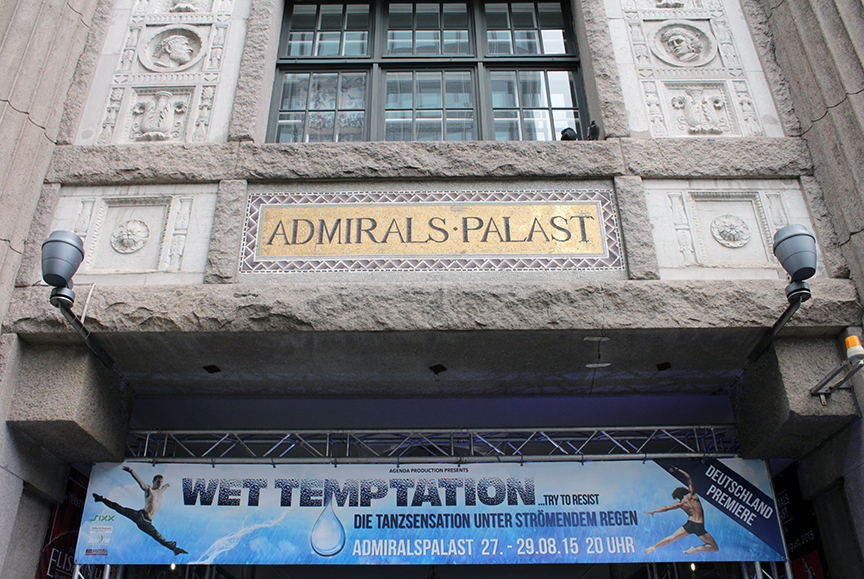 ADMIRALS·PALAST
AGENDA PRODUCTION PRESENTS
WET TEMPTATION ...TRY TO RESIST
DIE TANZSENSATION UNTER STRÖMENDEM REGEN
ADMIRALSPALAST 27. - 29.08.15 20 UHR
DEUTSCHLAND
PREMIERE
sixx